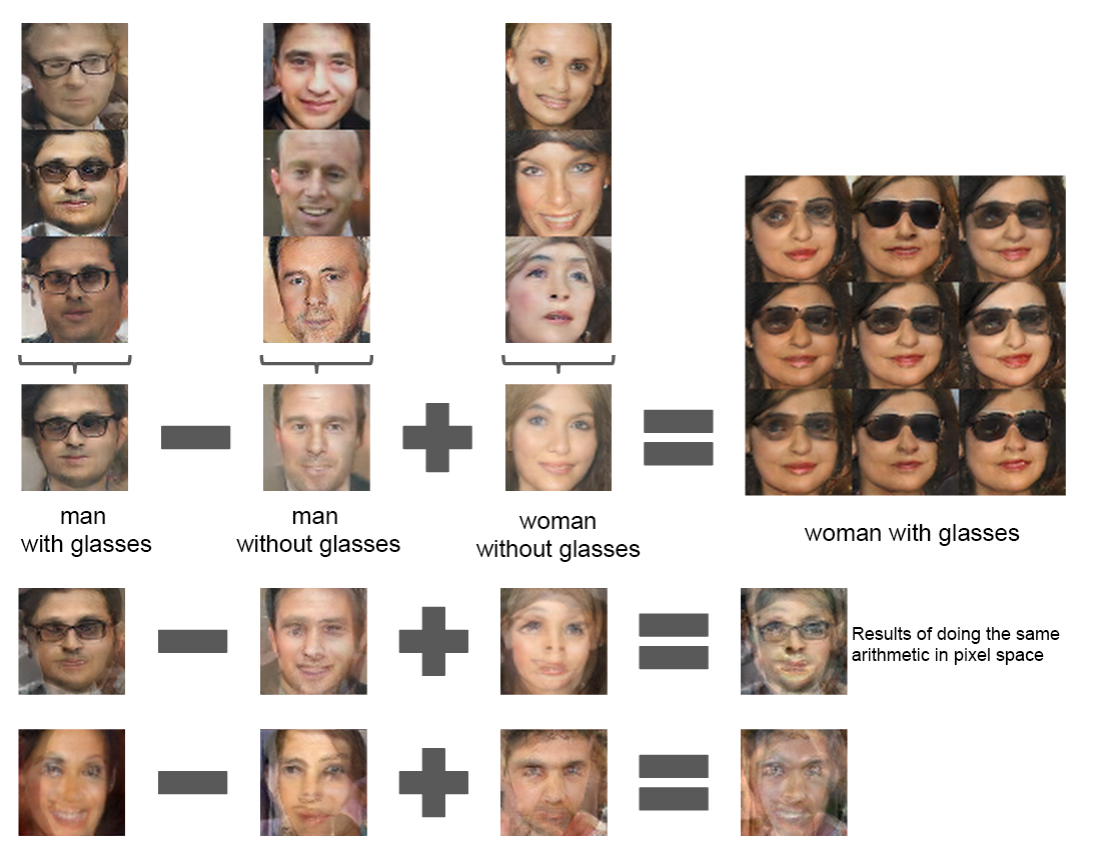 man
with glasses
man
without glasses
woman
without glasses
woman with glasses
Results of doing the same
arithmetic in pixel space